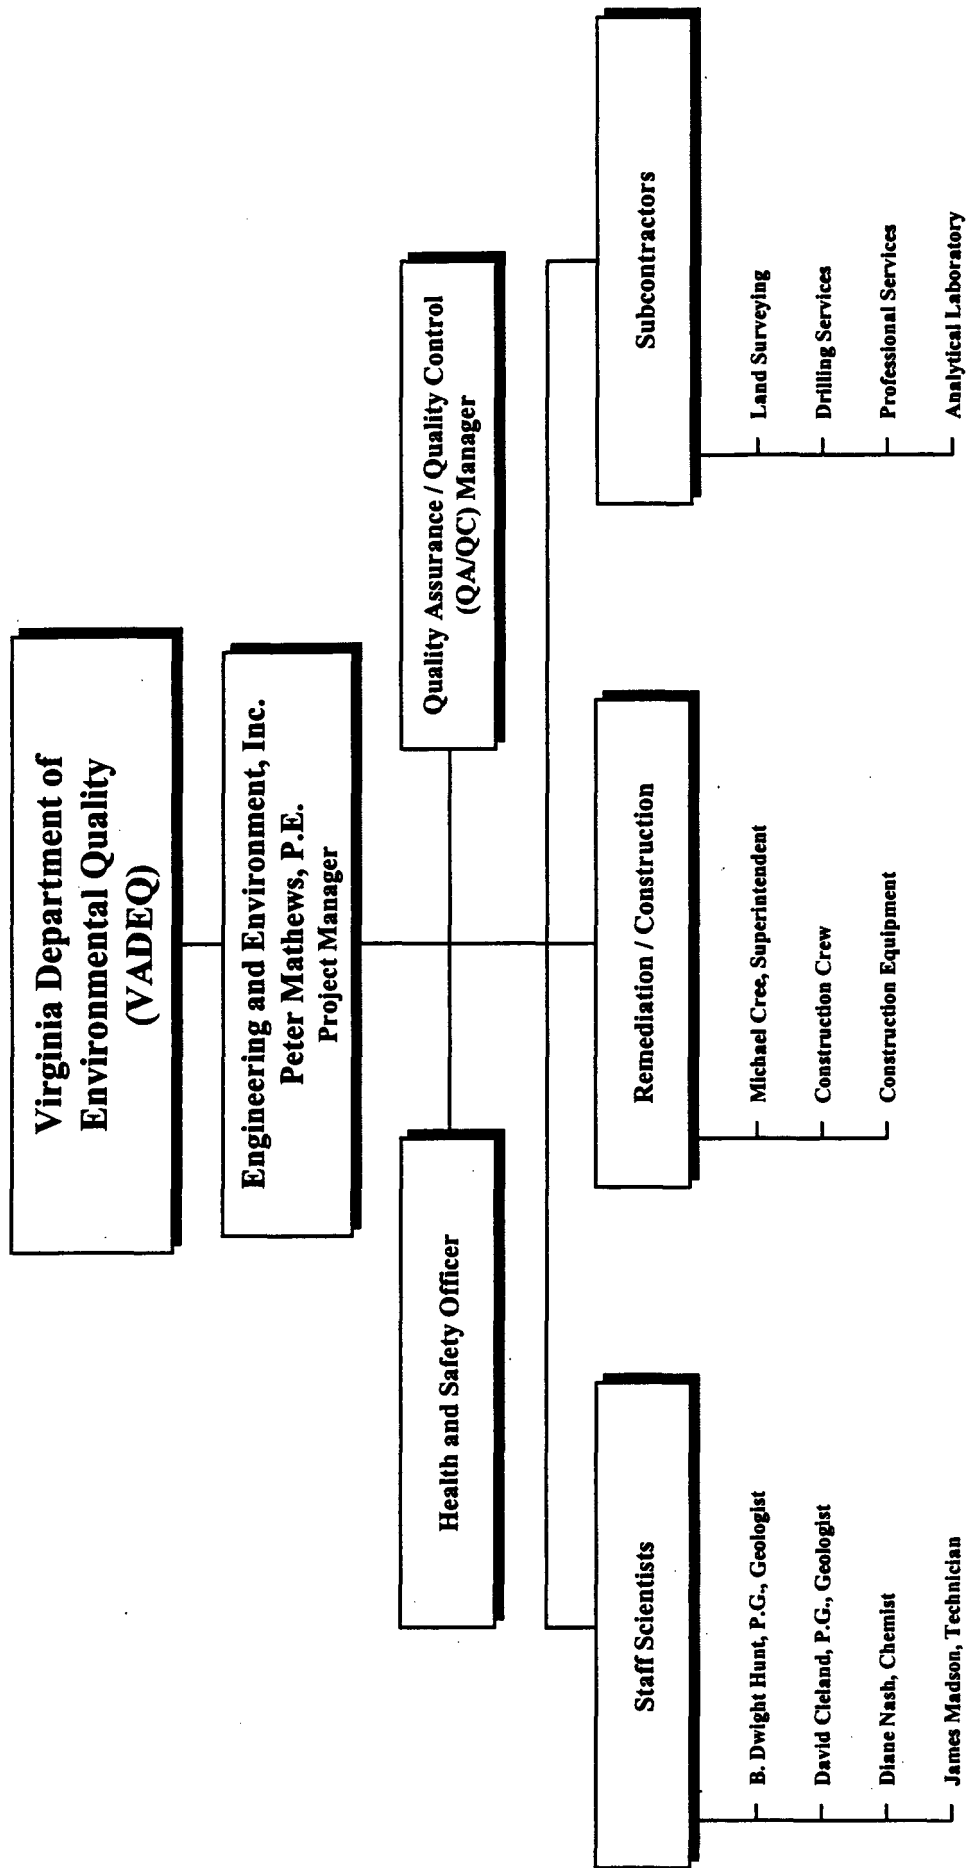 Virginia Department of
Environmental Quality
(VADEQ)
Engineering and Environment, Inc.
Peter Mathews, P.E.
Project Manager
Health and Safety Officer
Quality Assurance / Quality Control
(QA/QC) Manager
Staff Scientists
B. Dwight Hunt, P.G., Geologist
David Cleland, P.G., Geologist
Diane Nash, Chemist
James Madson, Technician
Remediation / Construction
Michael Cree, Superintendent
Construction Crew
Construction Equipment
Subcontractors
Land Surveying
Drilling Services
Professional Services
Analytical Laboratory